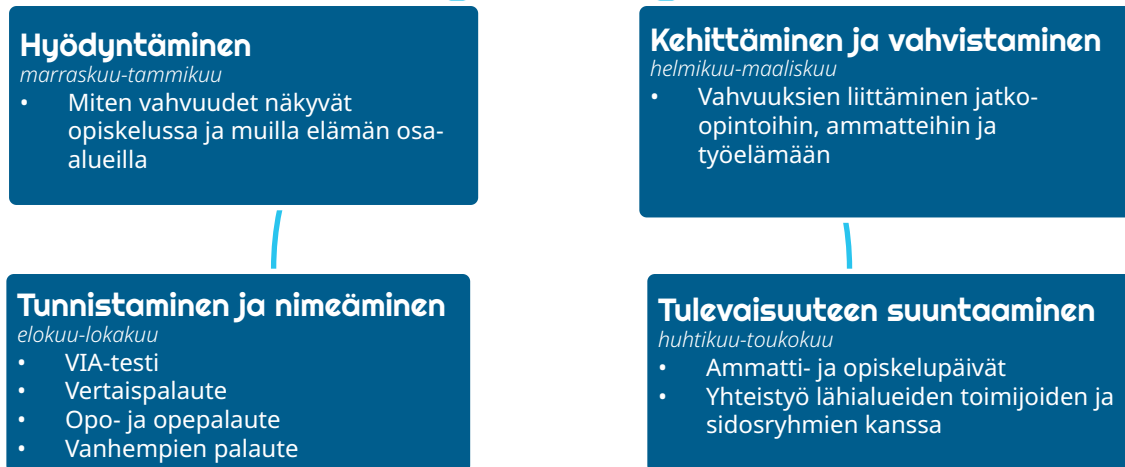 Hyödyntäminen
marraskuu-tammikuu
• Miten vahvuudet näkyvät
opiskelussa ja muilla elämän osa-
alueilla
Kehittäminen ja vahvistaminen
helmikuu-maaliskuu
• Vahvuuksien liittäminen jatko-
opintoihin, ammatteihin ja
työelämään
Tunnistaminen ja nimeäminen
elokuu-lokakuu
• VIA-testi
• Vertaispalaute
• Opo- ja opepalaute
• Vanhempien palaute
Tulevaisuuteen suuntaaminen
huhtikuu-toukokuu
• Ammatti- ja opiskelupäivät
• Yhteistyö lähialueiden toimijoiden ja
sidosryhmien kanssa